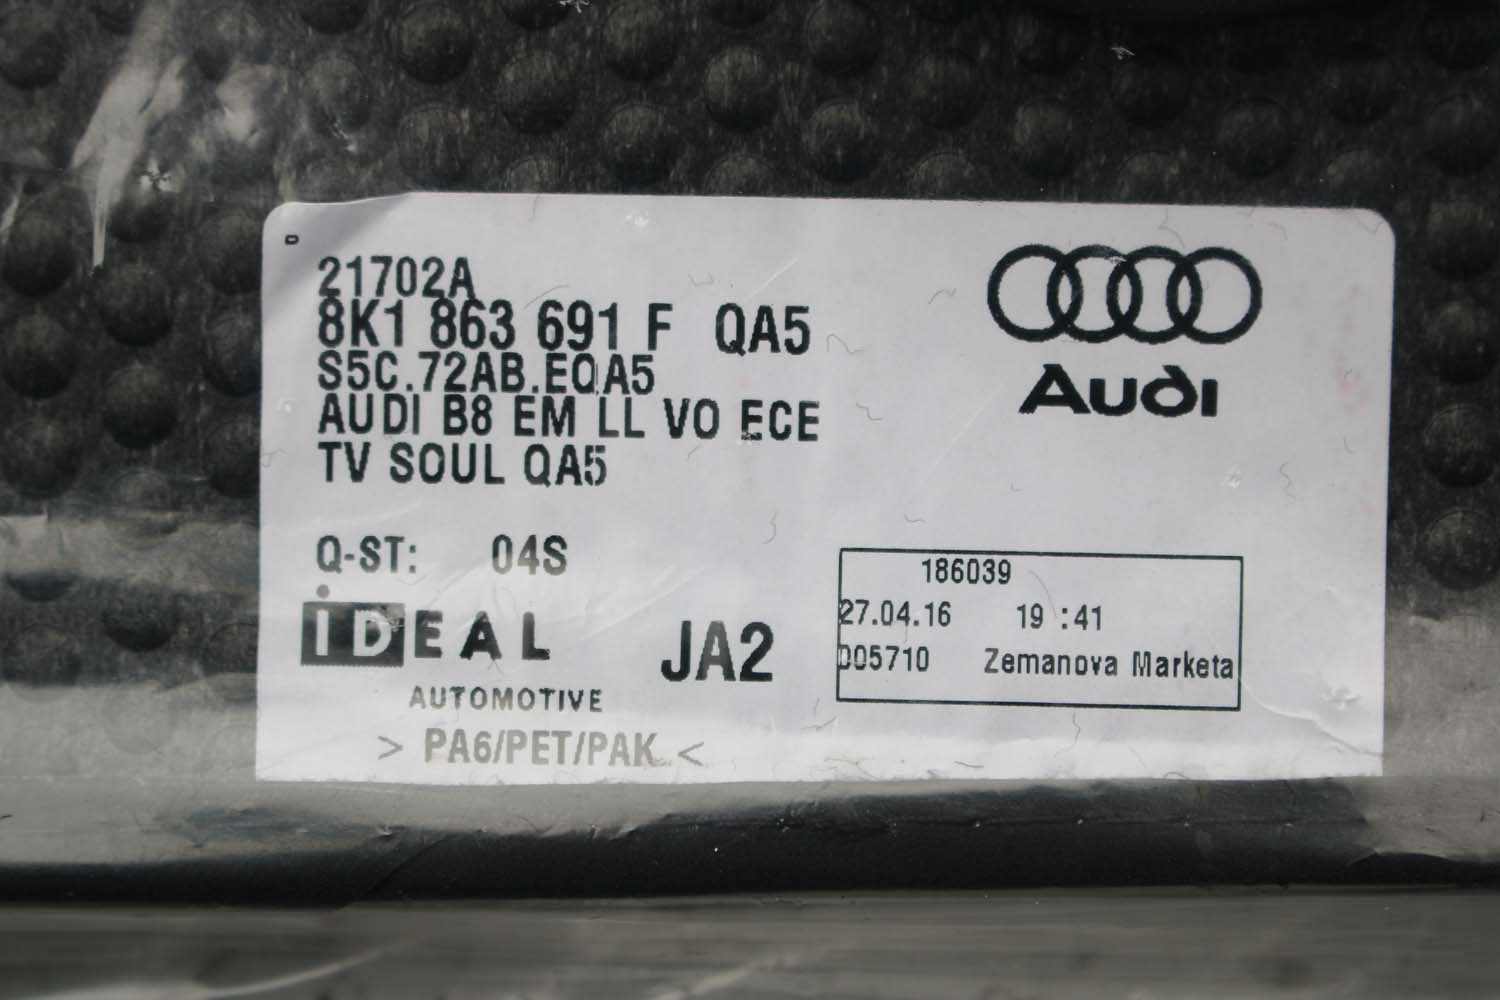 21702A
8K1 863 691 F QA5
S5C.72AB.EQA5
AUDI B8 EM LL VO ECE
TV SOUL QA5
Audi
Q-ST: 04S
iDEAL
AUTOMOTIVE
JA2
> PA6/PET/PAK <
186039
27.04.16 19 :41
005710 Zemanova Marketa